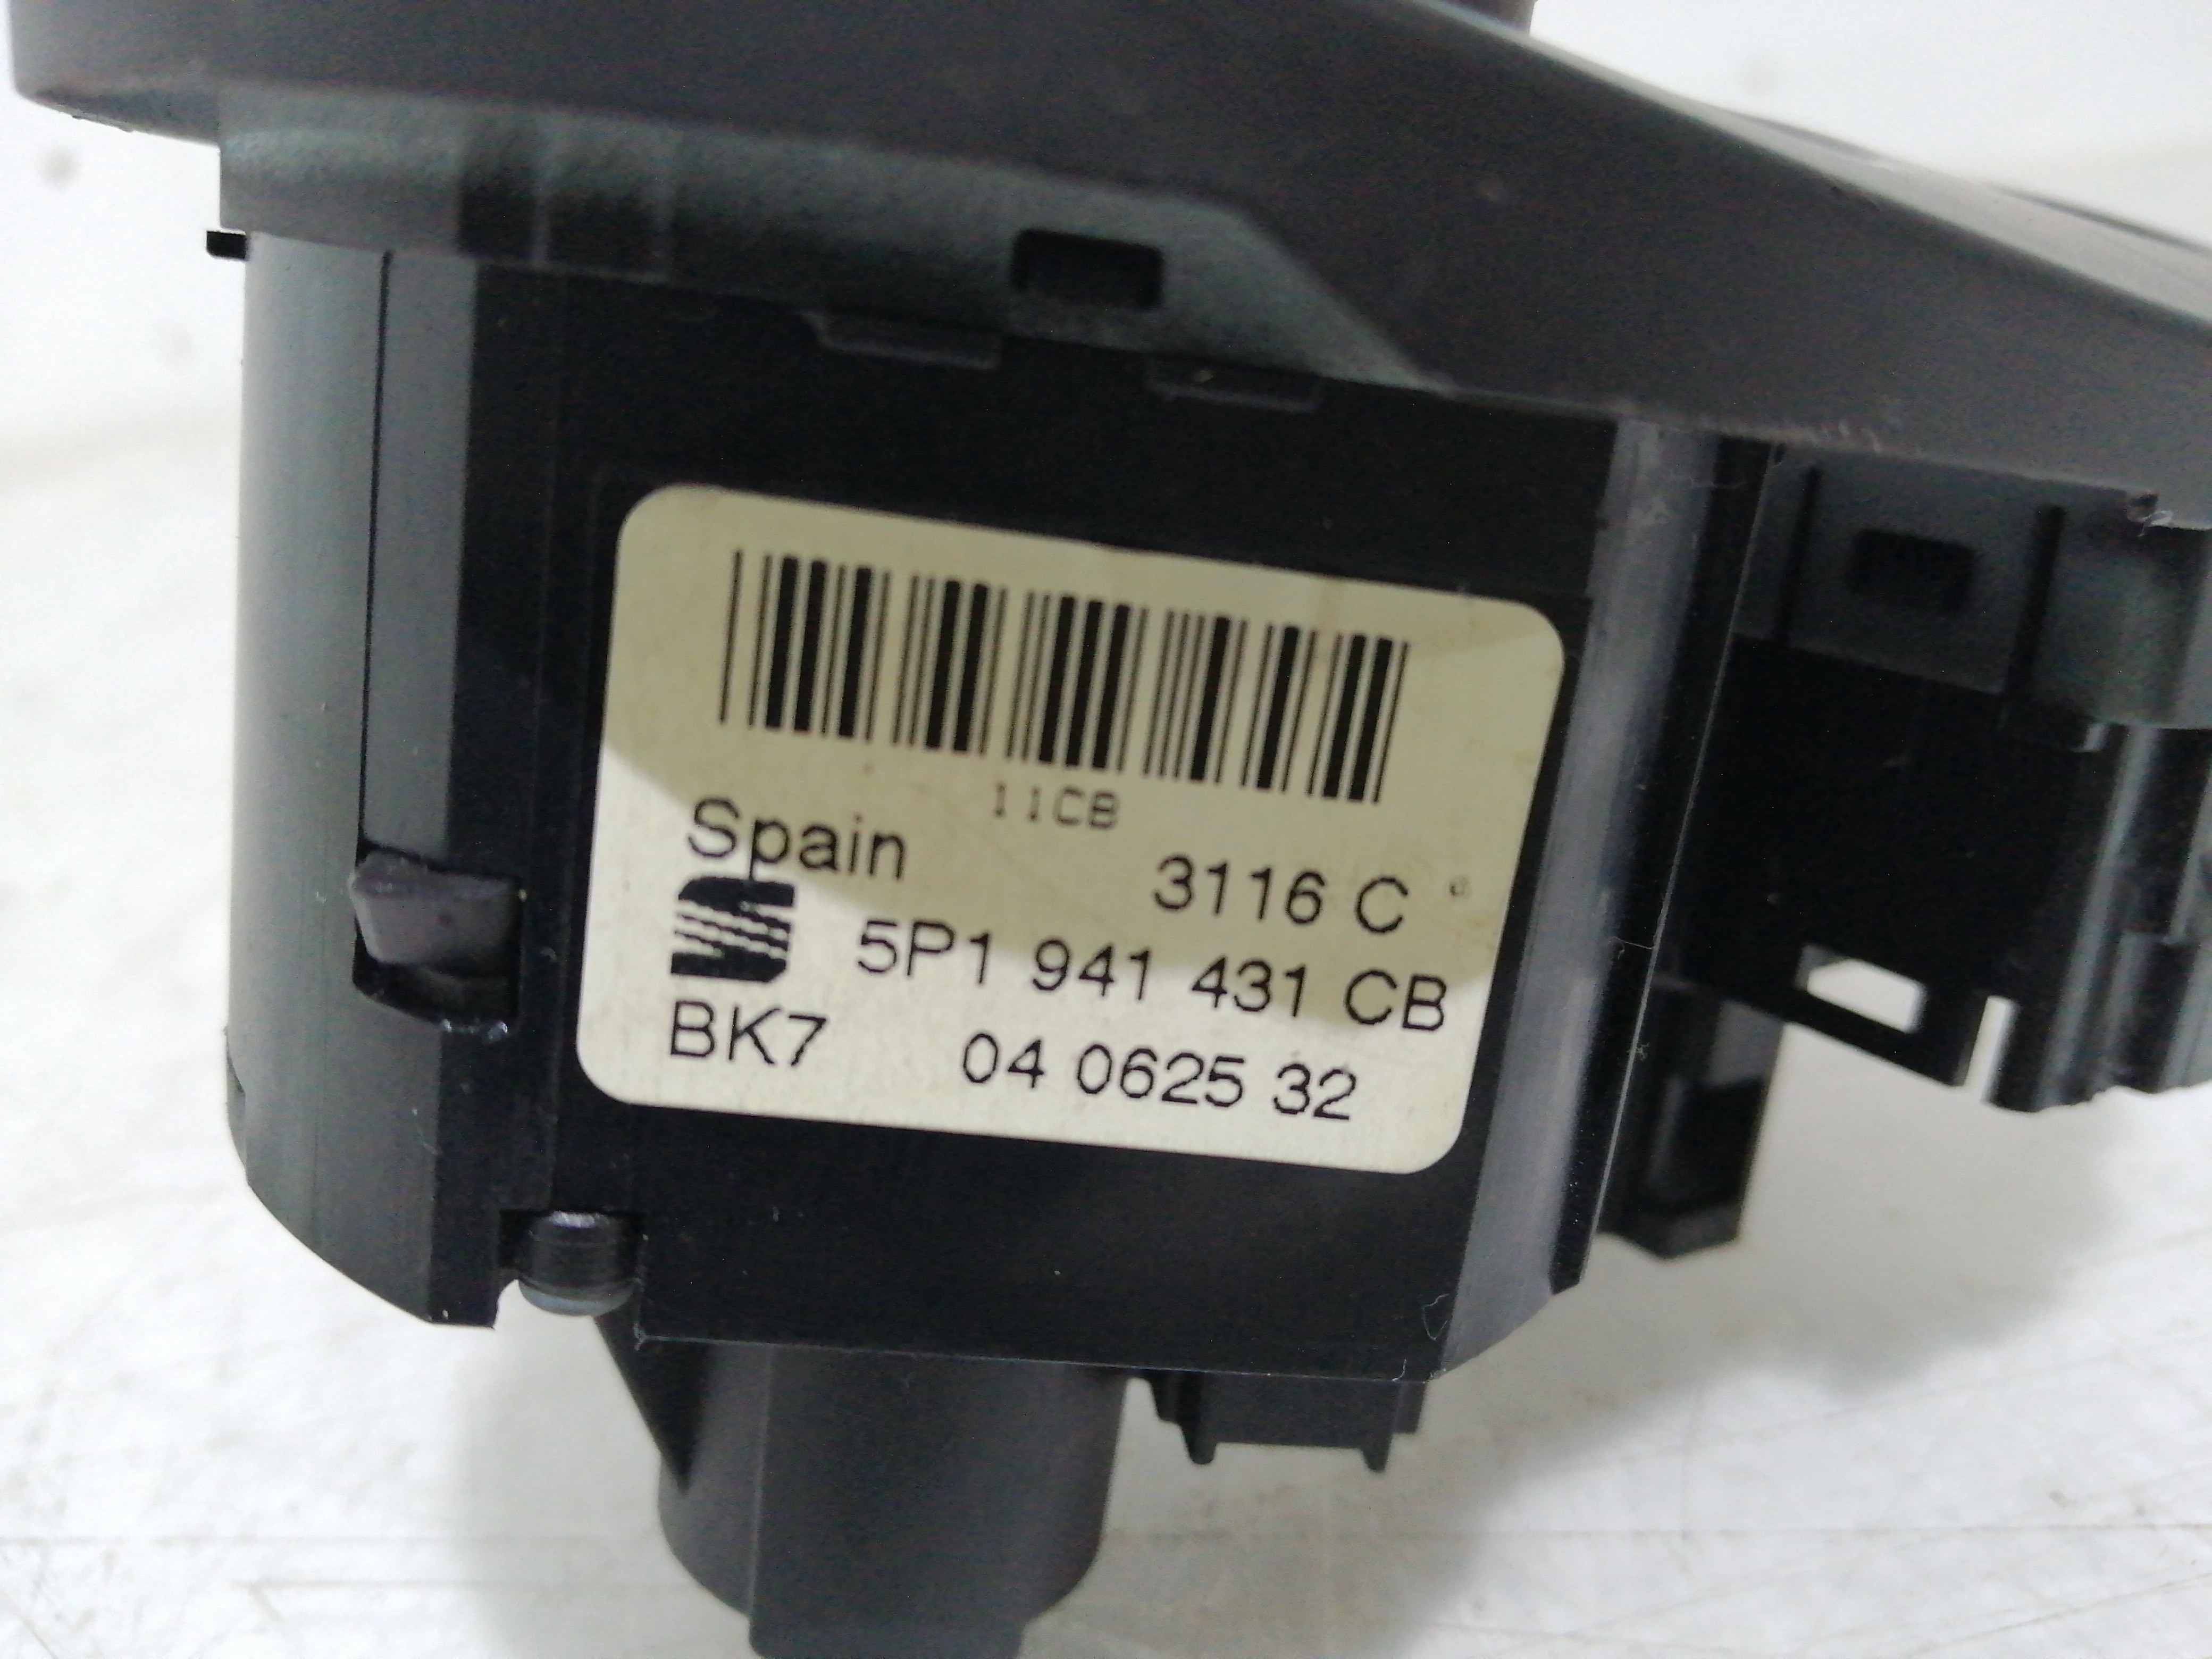 11CB
Spain 3116 C
5P1 941 431 CB
BK7 04 0625 32